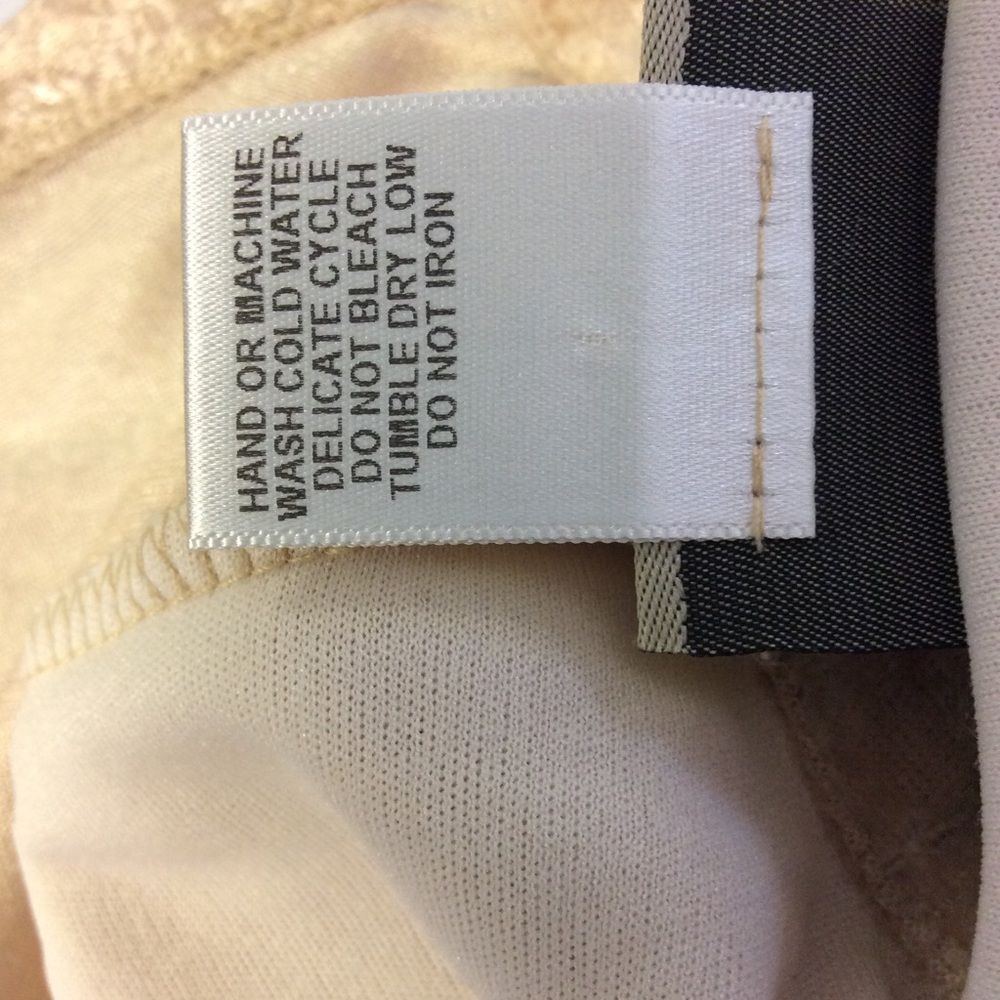 HAND OR MACHINE
WASH COLD WATER
DELICATE CYCLE
DO NOT BLEACH
TUMBLE DRY LOW
DO NOT IRON